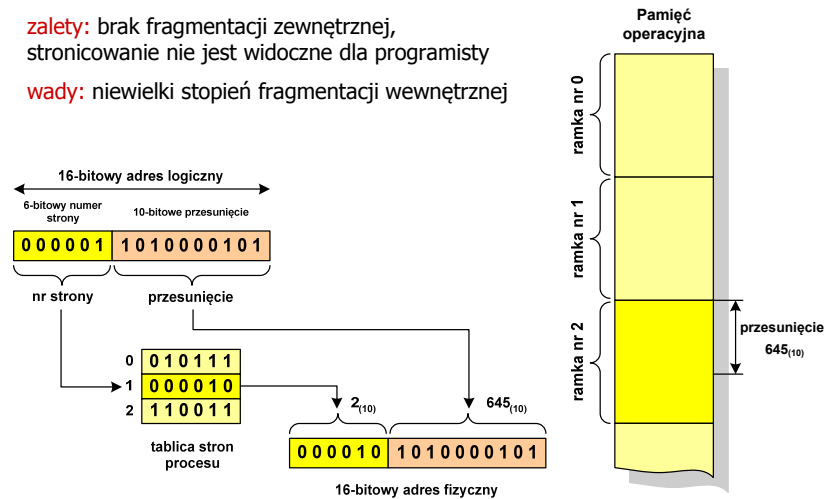 zalety: brak fragmentacji zewnętrznej,
stronicowanie nie jest widoczne dla programisty
wady: niewielki stopień fragmentacji wewnętrznej
16-bitowy adres logiczny
6-bitowy numer
strony
10-bitowe przesunięcie
0 0 0 0 0 1 1 0 1 0 0 0 0 1 0 1
nr strony
przesunięcie
0 0 1 0 1 1 1
1 0 0 0 0 1 0
2 1 1 0 0 1 1
tablica stron
procesu
2(10)
645(10)
0 0 0 0 1 0 1 0 1 0 0 0 0 1 0 1
16-bitowy adres fizyczny
Pamięć
operacyjna
ramka nr 0
ramka nr 1
ramka nr 2
przesunięcie
645(10)